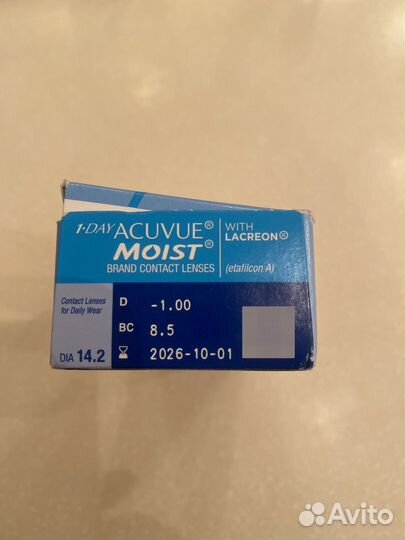 1·DAY ACUVUE®
MOIST®
BRAND CONTACT LENSES
WITH
LACREON®
(etafilcon A)
Contact Lenses
for Daily Wear
DIA 14.2
D -1.00
BC 8.5
2026-10-01
Avito